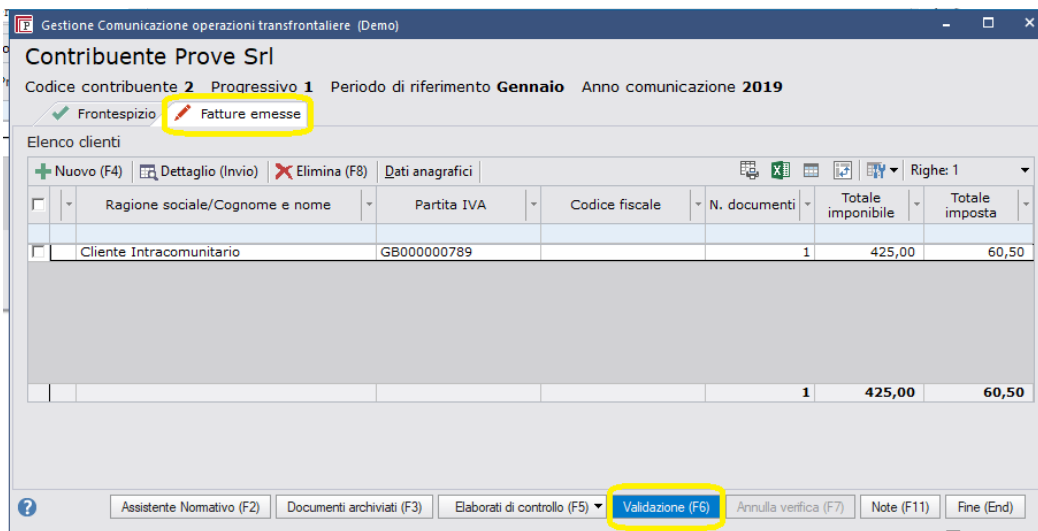 Gestione Comunicazione operazioni transfrontaliere (Demo)
Contribuente Prove Srl
Codice contribuente 2 Progressivo 1 Periodo di riferimento Gennaio Anno comunicazione 2019
Frontespizio Fatture emesse
Elenco clienti
Nuovo (F4) Dettaglio (Invio) Elimina (F8) Dati anagrafici Righe: 1
Ragione sociale/Cognome e nome Partita IVA Codice fiscale N. documenti Totale imponibile Totale imposta
Cliente Intracomunitario GB000000789 1 425,00 60,50
1 425,00 60,50
Assistente Normativo (F2) Documenti archiviati (F3) Elaborati di controllo (F5) Validazione (F6) Annulla verifica (F7) Note (F11) Fine (End)